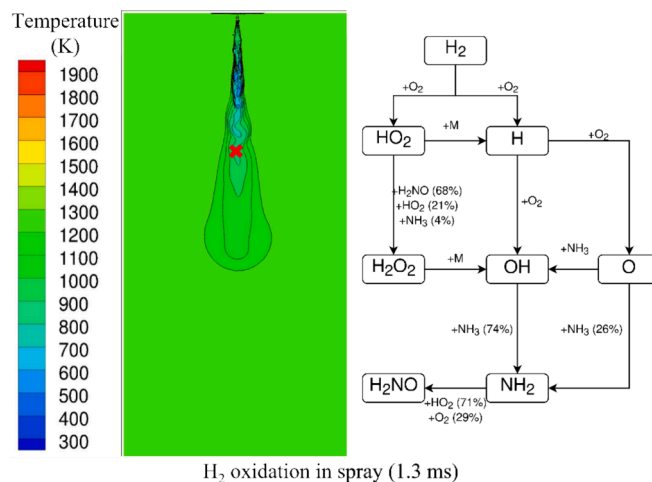 Temperature
(K)
1900
1800
1700
1600
1500
1400
1300
1200
1100
1000
900
800
700
600
500
400
300
H₂
+O₂ +O₂
HO₂ +M H +O₂
+H2NO (68%)
+HO₂ (21%)
+NH₃ (4%)
+O₂
+NH₃
H₂O₂ +M OH O
+NH₃ (74%) +NH₃ (26%)
H₂NO NH₂
+HO₂ (71%)
+O₂ (29%)
H₂ oxidation in spray (1.3 ms)